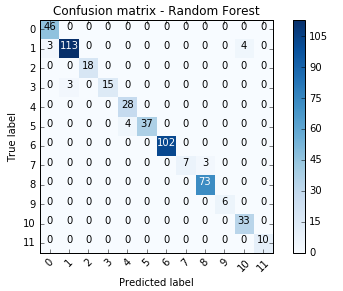 Confusion matrix - Random Forest
True label
0 46 0 0 0 0 0 0 0 0 0 0 0
1 3 113 0 0 0 0 0 0 0 0 4 0
2 0 0 18 0 0 0 0 0 0 0 0 0
3 0 3 0 15 0 0 0 0 0 0 0 0
4 0 0 0 0 28 0 0 0 0 0 0 0
5 0 0 0 0 4 37 0 0 0 0 0 0
6 0 0 0 0 0 0 102 0 0 0 0 0
7 0 0 0 0 0 0 0 7 3 0 0 0
8 0 0 0 0 0 0 0 0 73 0 0 0
9 0 0 0 0 0 0 0 0 0 6 0 0
10 0 0 0 0 0 0 0 0 0 0 33 0
11 0 0 0 0 0 0 0 0 0 0 0 10
0 1 2 3 4 5 6 7 8 9 10 11
Predicted label
105
90
75
60
45
30
15
0